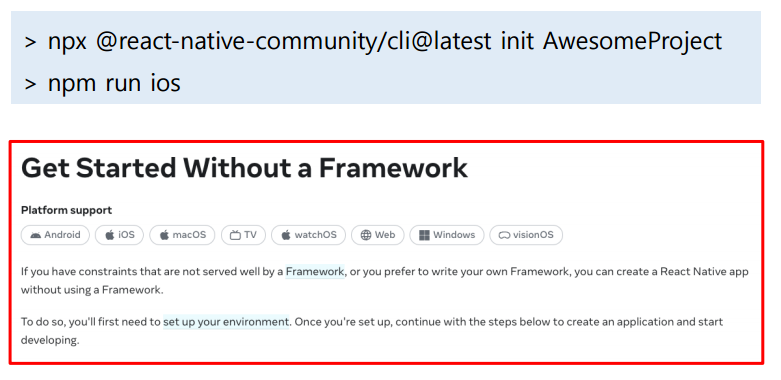 > npx @react-native-community/cli@latest init AwesomeProject
> npm run ios
Get Started Without a Framework
Platform support
Android iOS macOS TV watchOS Web Windows visionOS
If you have constraints that are not served well by a Framework, or you prefer to write your own Framework, you can create a React Native app
without using a Framework.
To do so, you'll first need to set up your environment. Once you're set up, continue with the steps below to create an application and start
developing.